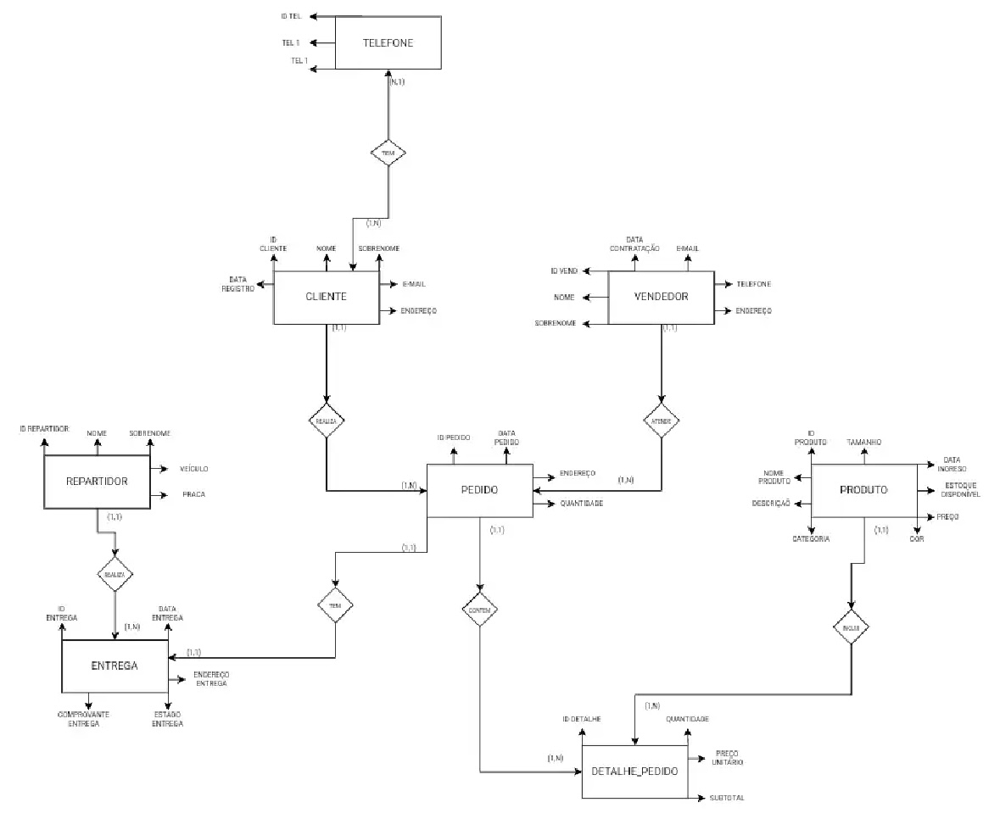 ID TEL
TEL 1
TEL 1
TELEFONE
(N,1)
TEM
(1,N)
ID
CLIENTE
NOME
SOBRENOME
DATA
REGISTRO
E-MAIL
ENDEREÇO
CLIENTE
(1,1)
DATA
CONTRATAÇÃO
E-MAIL
ID VEND
NOME
SOBRENOME
TELEFONE
ENDEREÇO
VENDEDOR
(1,1)
REALIZA
ATENDE
ID REPARTIDOR
NOME
SOBRENOME
VEÍCULO
PRACA
REPARTIDOR
(1,1)
ID PEDIDO
DATA
PEDIDO
ENDEREÇO
QUANTIDADE
PEDIDO
(1,N)
(1,N)
(1,1)
(1,1)
ID
PRODUTO
TAMANHO
DATA
INGRESO
NOME
PRODUTO
ESTOQUE
DISPONÍVEL
DESCRIÇÃO
PREÇO
CATEGORIA
COR
PRODUTO
(1,1)
REALIZA
TEM
CONTEM
INCLUI
(1,N)
ID
ENTREGA
DATA
ENTREGA
(1,1)
ENTREGA
ENDEREÇO
ENTREGA
COMPROVANTE
ENTREGA
ESTADO
ENTREGA
(1,N)
(1,N)
ID DETALHE
QUANTIDADE
PREÇO
UNITÁRIO
SUBTOTAL
DETALHE_PEDIDO